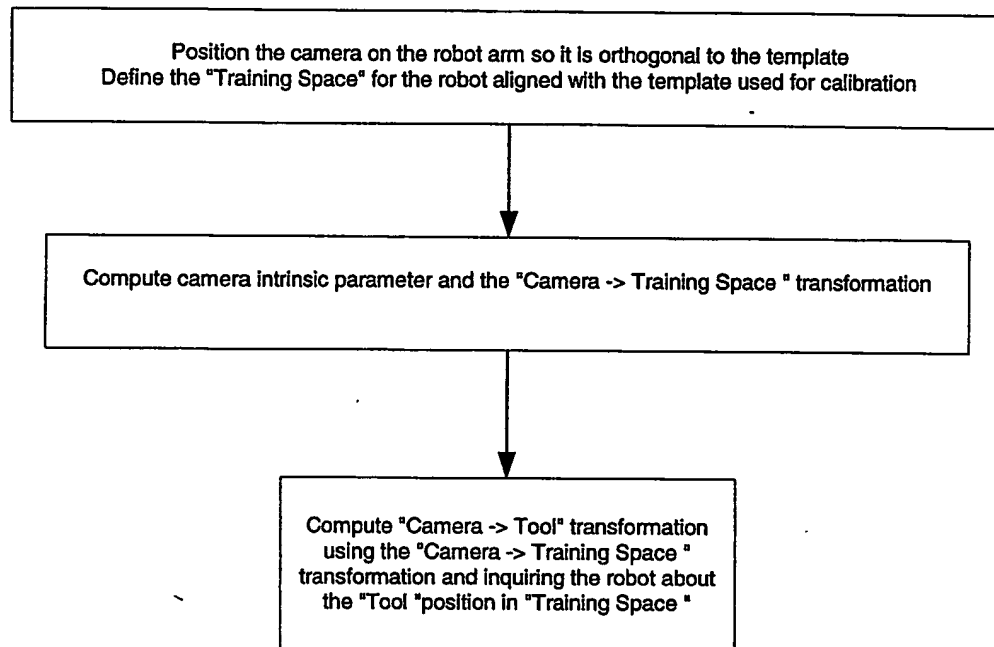 Position the camera on the robot arm so it is orthogonal to the template
Define the "Training Space" for the robot aligned with the template used for calibration
Compute camera intrinsic parameter and the "Camera -> Training Space " transformation
Compute "Camera -> Tool" transformation
using the "Camera -> Training Space "
transformation and inquiring the robot about
the "Tool "position in "Training Space "